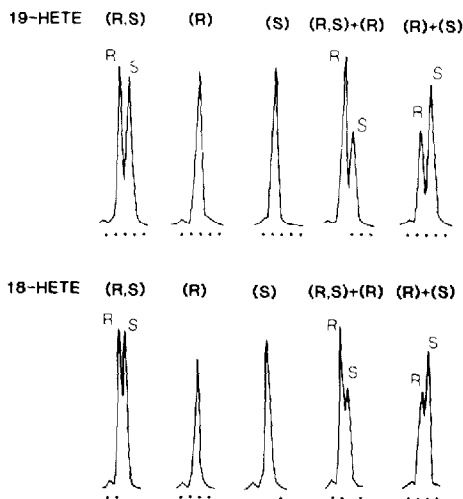 19-HETE (R,S) (R) (S) (R,S)+(R) (R)+(S)
R S R S R S
18-HETE (R,S) (R) (S) (R,S)+(R) (R)+(S)
R S R S R S